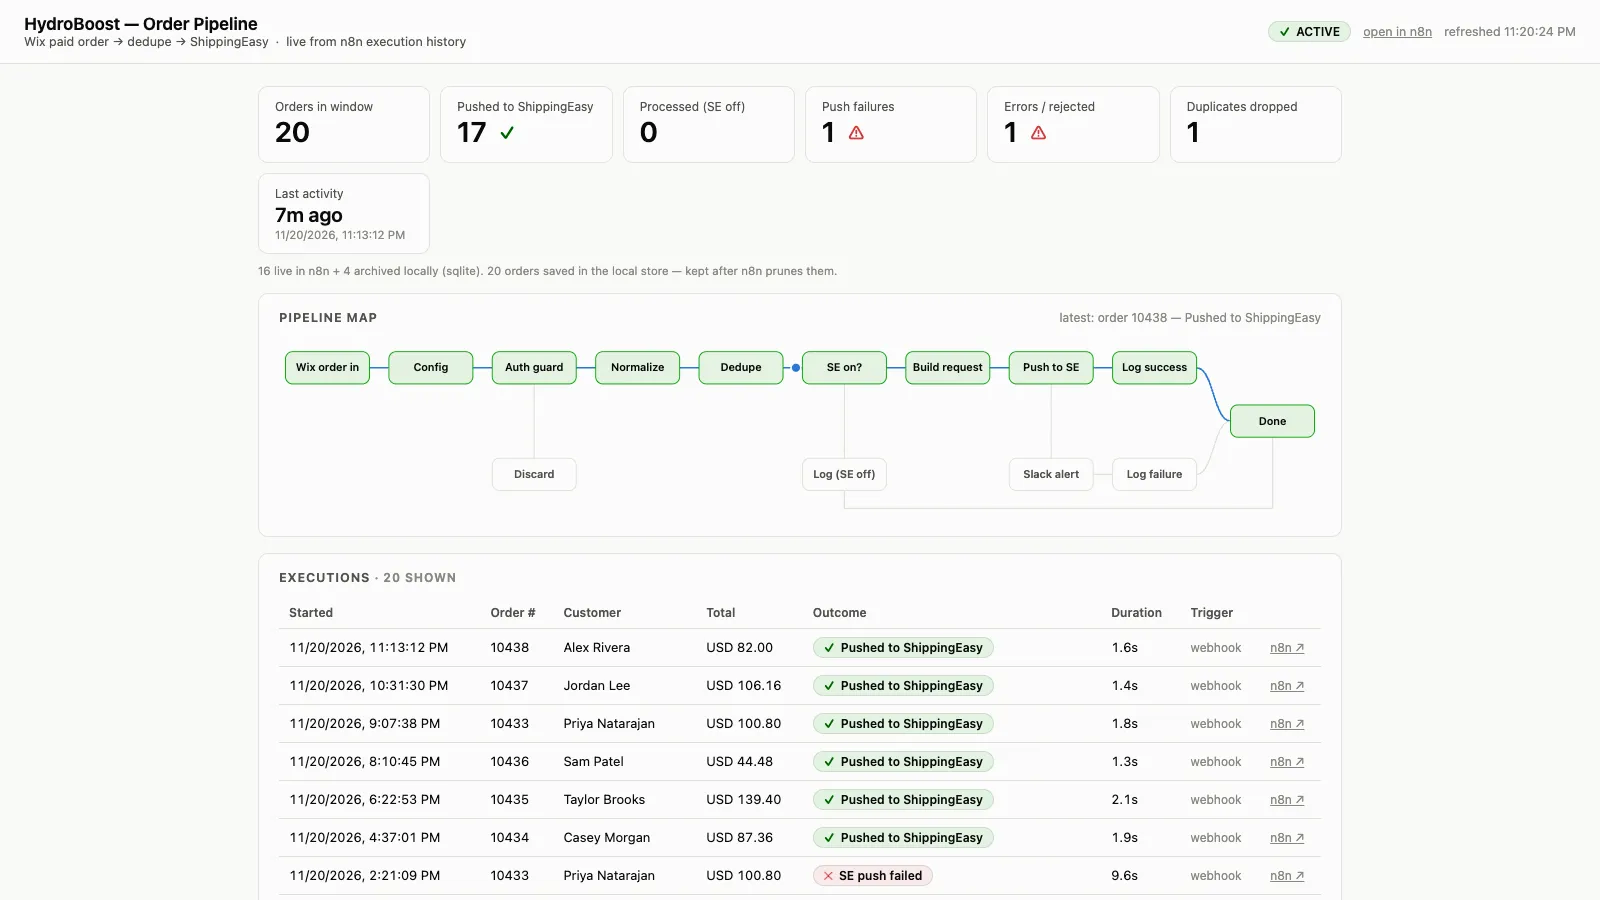 HydroBoost — Order Pipeline
Wix paid order → dedupe → ShippingEasy · live from n8n execution history
ACTIVE open in n8n refreshed 11:20:24 PM
Orders in window
20
Pushed to ShippingEasy
17
Processed (SE off)
0
Push failures
1
Errors / rejected
1
Duplicates dropped
1
Last activity
7m ago
11/20/2026, 11:13:12 PM
16 live in n8n + 4 archived locally (sqlite). 20 orders saved in the local store — kept after n8n prunes them.
PIPELINE MAP
latest: order 10438 — Pushed to ShippingEasy
Wix order in
Config
Auth guard
Normalize
Dedupe
SE on?
Build request
Push to SE
Log success
Done
Discard
Log (SE off)
Slack alert
Log failure
EXECUTIONS · 20 SHOWN
Started Order # Customer Total Outcome Duration Trigger
11/20/2026, 11:13:12 PM 10438 Alex Rivera USD 82.00 Pushed to ShippingEasy 1.6s webhook n8n ↗
11/20/2026, 10:31:30 PM 10437 Jordan Lee USD 106.16 Pushed to ShippingEasy 1.4s webhook n8n ↗
11/20/2026, 9:07:38 PM 10433 Priya Natarajan USD 100.80 Pushed to ShippingEasy 1.8s webhook n8n ↗
11/20/2026, 8:10:45 PM 10436 Sam Patel USD 44.48 Pushed to ShippingEasy 1.3s webhook n8n ↗
11/20/2026, 6:22:53 PM 10435 Taylor Brooks USD 139.40 Pushed to ShippingEasy 2.1s webhook n8n ↗
11/20/2026, 4:37:01 PM 10434 Casey Morgan USD 87.36 Pushed to ShippingEasy 1.9s webhook n8n ↗
11/20/2026, 2:21:09 PM 10433 Priya Natarajan USD 100.80 SE push failed 9.6s webhook n8n ↗